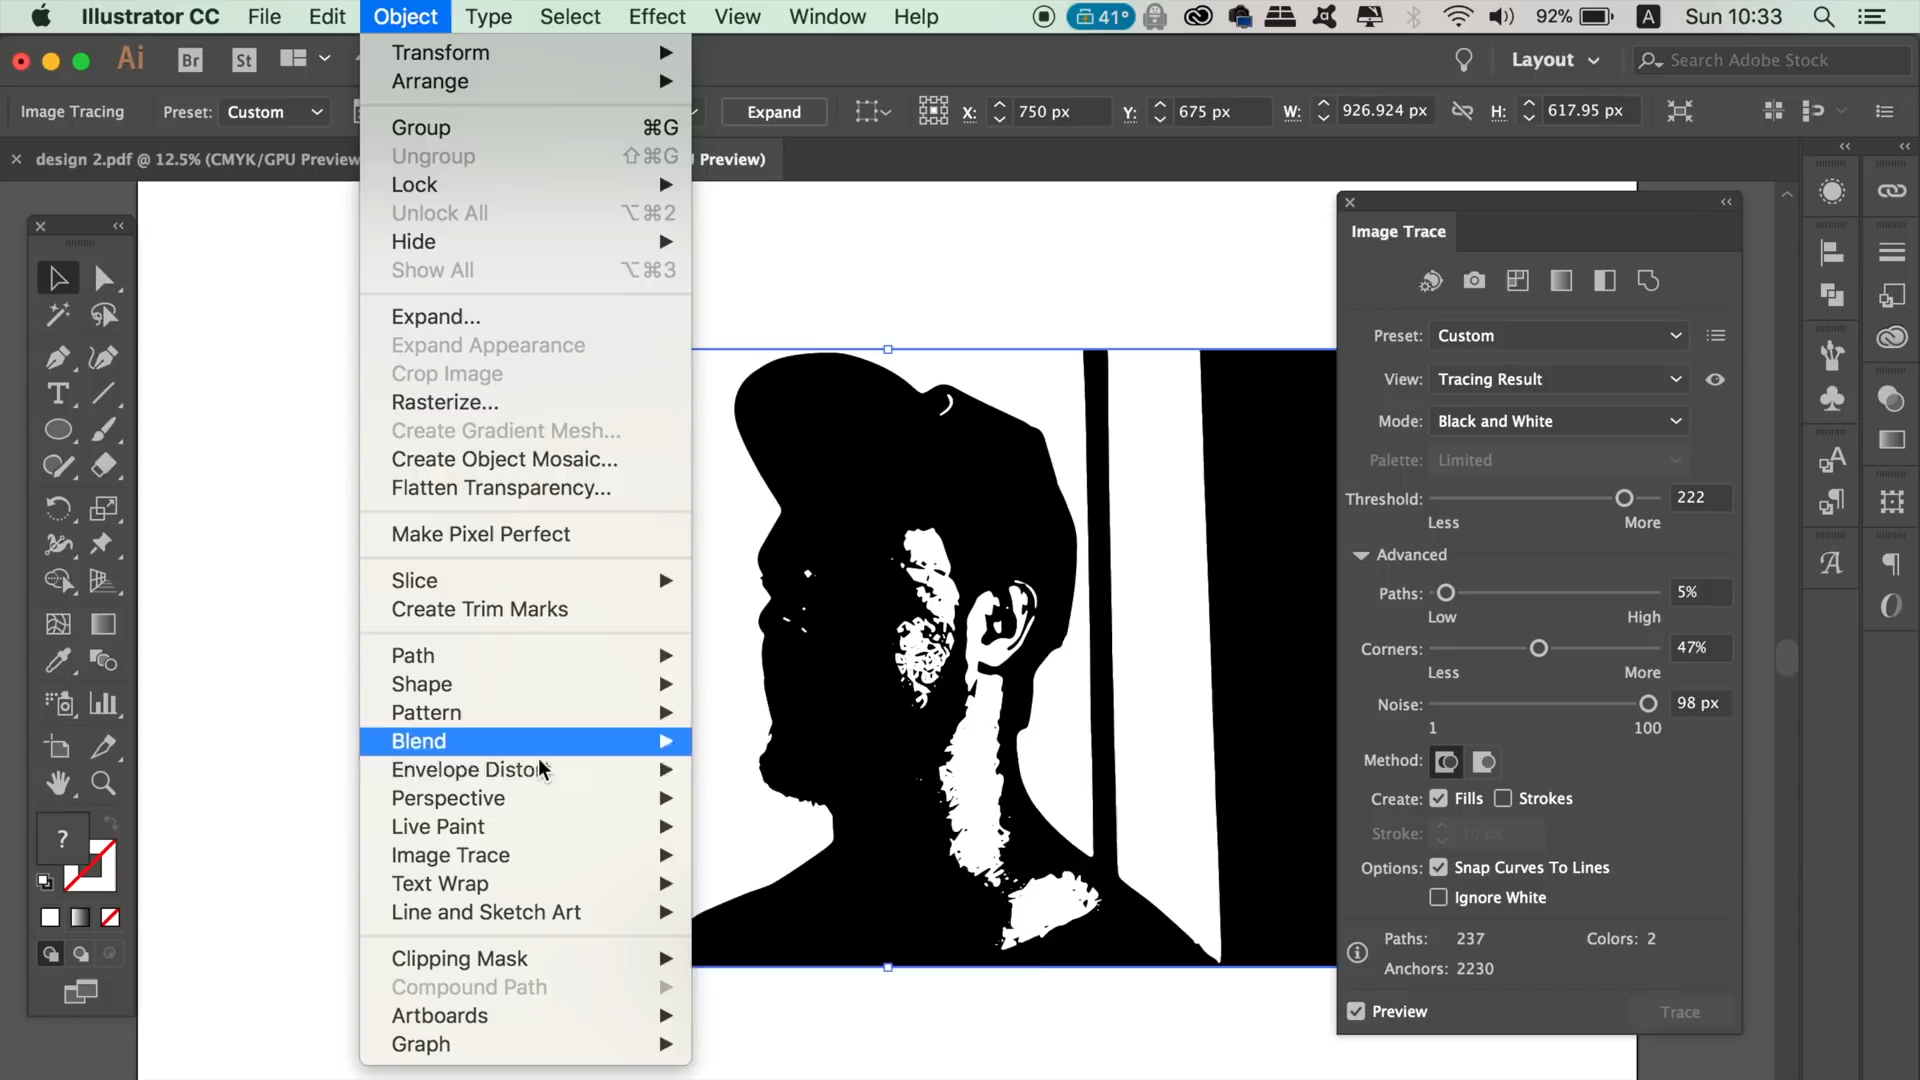 Illustrator CC File Edit Object Type Select Effect View Window Help 41° 92% A Sun 10:33
Ai Br St Layout Search Adobe Stock
Image Tracing Preset: Custom Expand X: 750 px Y: 675 px W: 926.924 px H: 617.95 px
design 2.pdf @ 12.5% (CMYK/GPU Preview Preview)
Transform
Arrange
Group ⌘G
Ungroup ⇧⌘G
Lock
Unlock All ⌥⌘2
Hide
Show All ⌥⌘3
Expand...
Expand Appearance
Crop Image
Rasterize...
Create Gradient Mesh...
Create Object Mosaic...
Flatten Transparency...
Make Pixel Perfect
Slice
Create Trim Marks
Path
Shape
Pattern
Blend
Envelope Distort
Perspective
Live Paint
Image Trace
Text Wrap
Line and Sketch Art
Clipping Mask
Compound Path
Artboards
Graph
?
Image Trace
Preset: Custom
View: Tracing Result
Mode: Black and White
Palette: Limited
Threshold: 222
Less More
Advanced
Paths: 5%
Low High
Corners: 47%
Less More
Noise: 98 px
1 100
Method:
Create: Fills Strokes
Stroke: 10 px
Options: Snap Curves To Lines
Ignore White
Paths: 237 Colors: 2
Anchors: 2230
Preview Trace